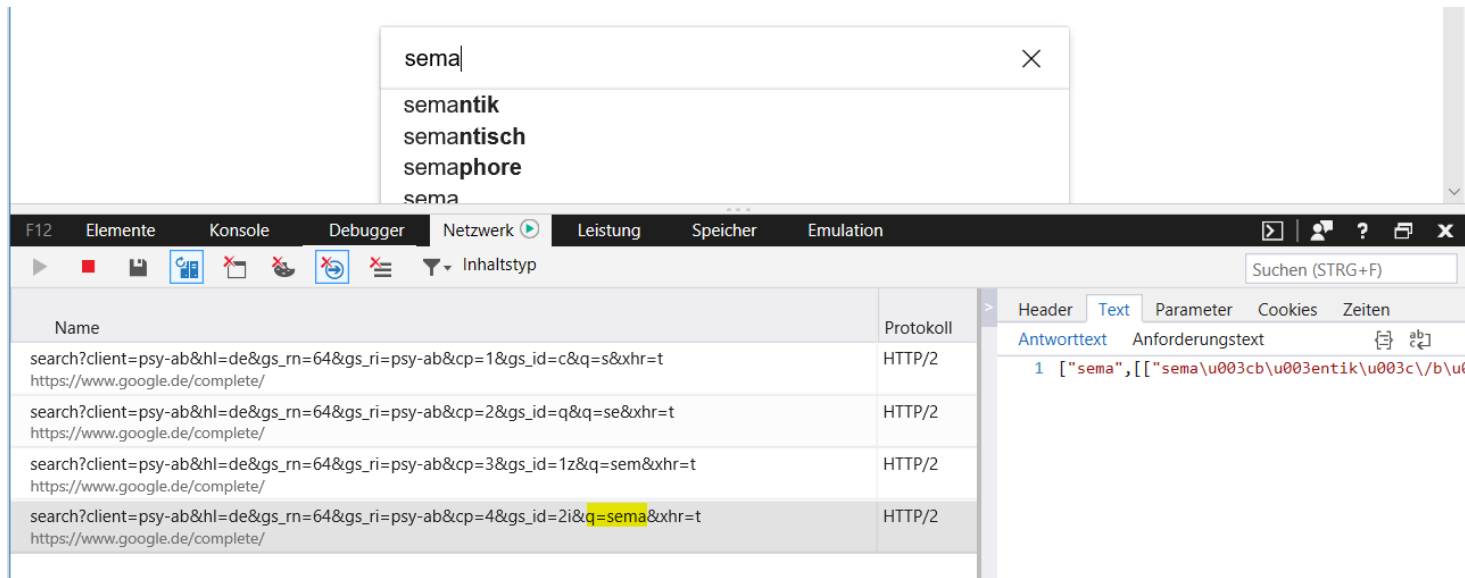 sema
semantik
semantisch
semaphore
sema
F12 Elemente Konsole Debugger Netzwerk Leistung Speicher Emulation ?
Inhaltstyp
Suchen (STRG+F)
Name Protokoll
search?client=psy-ab&hl=de&gs_rn=64&gs_ri=psy-ab&cp=1&gs_id=c&q=s&xhr=t HTTP/2
https://www.google.de/complete/
search?client=psy-ab&hl=de&gs_rn=64&gs_ri=psy-ab&cp=2&gs_id=q&q=se&xhr=t HTTP/2
https://www.google.de/complete/
search?client=psy-ab&hl=de&gs_rn=64&gs_ri=psy-ab&cp=3&gs_id=1z&q=sem&xhr=t HTTP/2
https://www.google.de/complete/
search?client=psy-ab&hl=de&gs_rn=64&gs_ri=psy-ab&cp=4&gs_id=2i&q=sema&xhr=t HTTP/2
https://www.google.de/complete/
Header Text Parameter Cookies Zeiten
Antworttext Anforderungstext
1 ["sema",[["sema\u003cb\u003entik\u003c\/b\u0